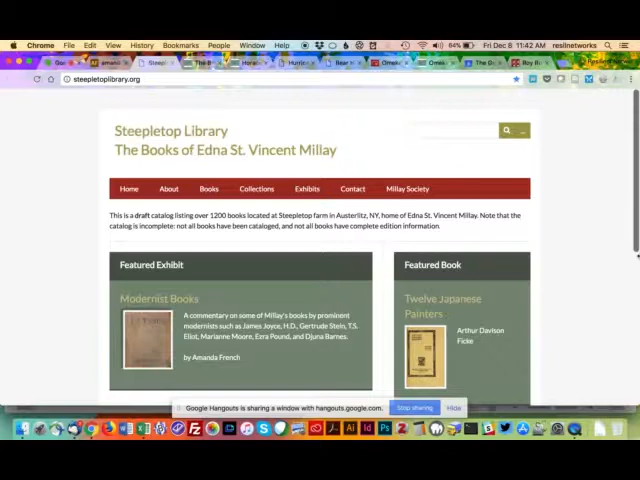 Chrome File Edit View History Bookmarks People Window Help 64% Fri Dec 8 11:42 AM resilnetworks
steepletoplibrary.org
Steepletop Library
The Books of Edna St. Vincent Millay
Home About Books Collections Exhibits Contact Millay Society
This is a draft catalog listing over 1200 books located at Steepletop farm in Austerlitz, NY, home of Edna St. Vincent Millay. Note that the
catalog is incomplete: not all books have been cataloged, and not all books have complete edition information.
Featured Exhibit
Modernist Books
A commentary on some of Millay's books by prominent
modernists such as James Joyce, H.D., Gertrude Stein, T.S.
Eliot, Marianne Moore, Ezra Pound, and Djuna Barnes.
by Amanda French
Featured Book
Twelve Japanese
Painters
Arthur Davison
Ficke
Google Hangouts is sharing a window with hangouts.google.com. Stop sharing Hide